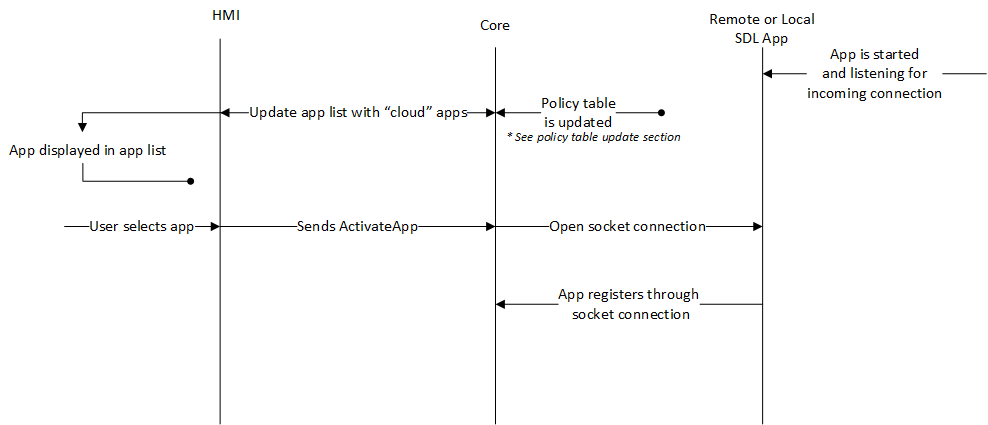 HMI
Core
Remote or Local
SDL App
App is started
and listening for
incoming connection
Update app list with “cloud” apps
Policy table
is updated
* See policy table update section
App displayed in app list
User selects app
Sends ActivateApp
Open socket connection
App registers through
socket connection